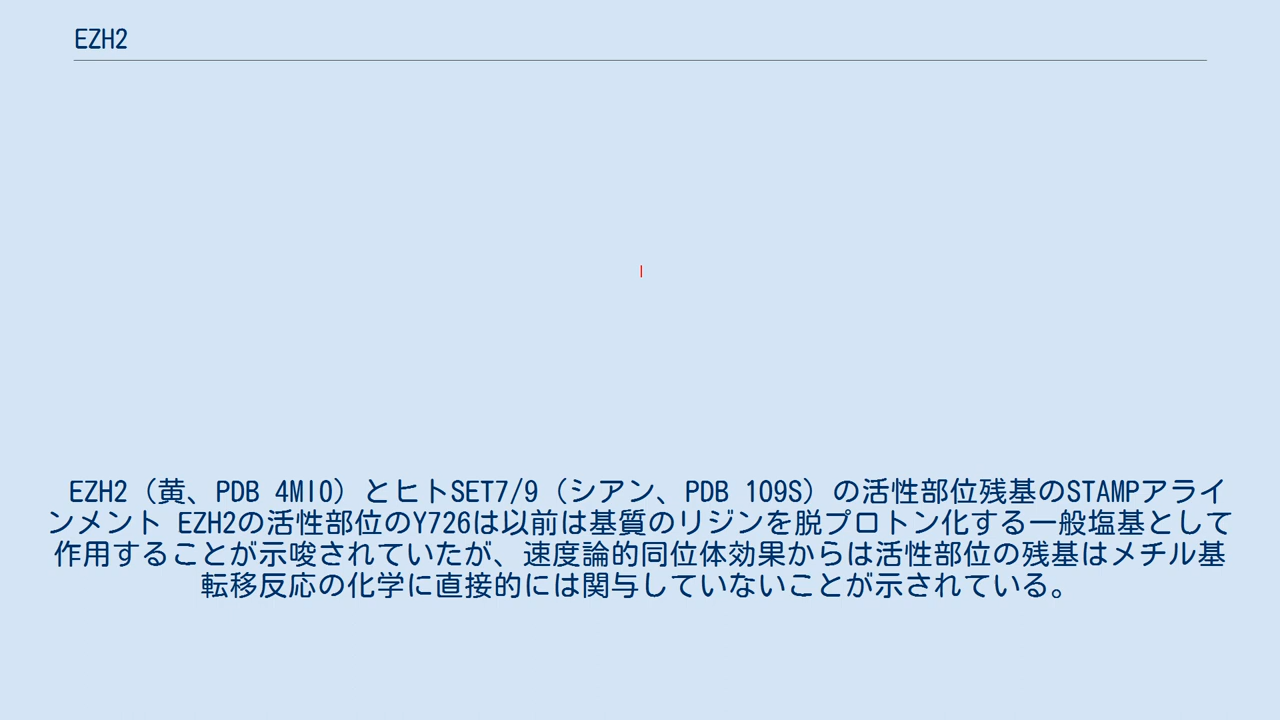 EZH2
EZH2（黄、PDB 4MI0）とヒトSET7/9（シアン、PDB 1O9S）の活性部位残基のSTAMPアライ
ンメント EZH2の活性部位のY726は以前は基質のリジンを脱プロトン化する一般塩基として
作用することが示唆されていたが、速度論的同位体効果からは活性部位の残基はメチル基
転移反応の化学に直接的には関与していないことが示されている。